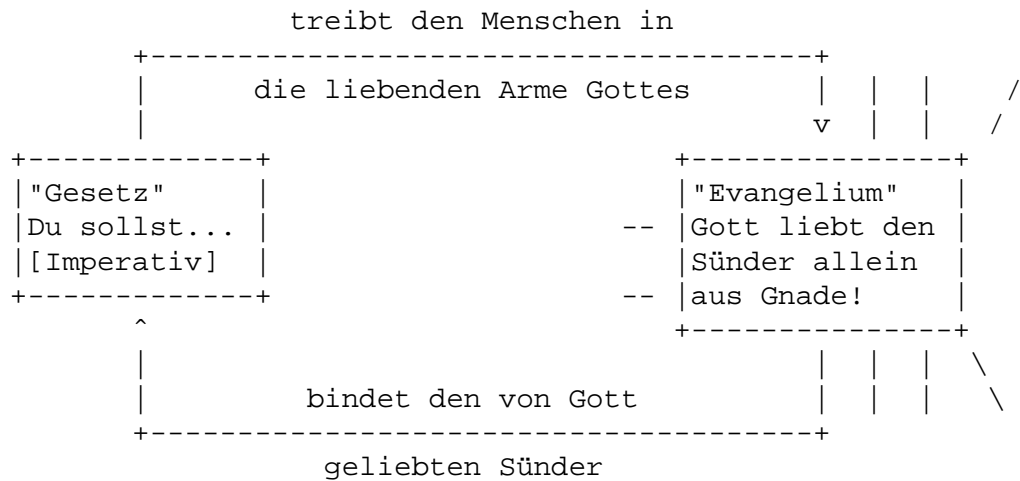 treibt den Menschen in
die liebenden Arme Gottes
"Gesetz"
Du sollst...
[Imperativ]
"Evangelium"
Gott liebt den
Sünder allein
aus Gnade!
bindet den von Gott
geliebten Sünder